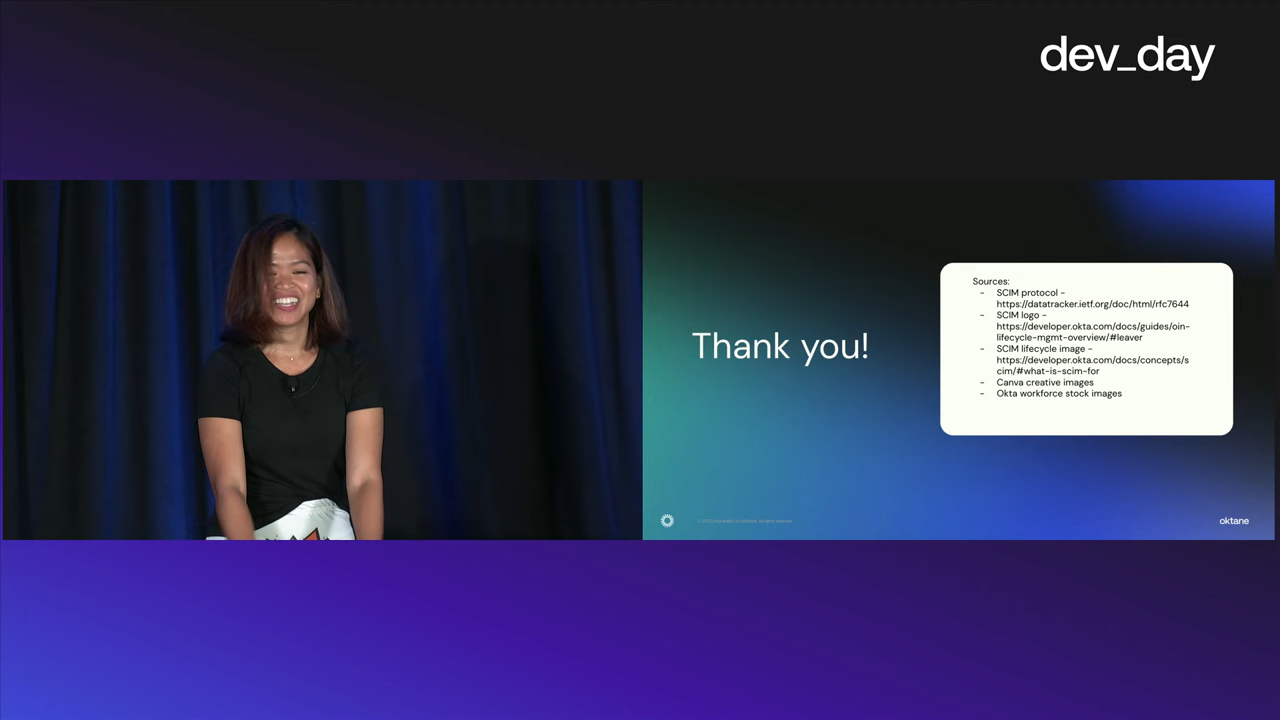 dev_day
Thank you!
Sources:
- SCIM protocol -
https://datatracker.ietf.org/doc/html/rfc7644
- SCIM logo -
https://developer.okta.com/docs/guides/oin-
lifecycle-mgmt-overview/#leaver
- SCIM lifecycle image -
https://developer.okta.com/docs/concepts/s
cim/#what-is-scim-for
- Canva creative images
- Okta workforce stock images
oktane